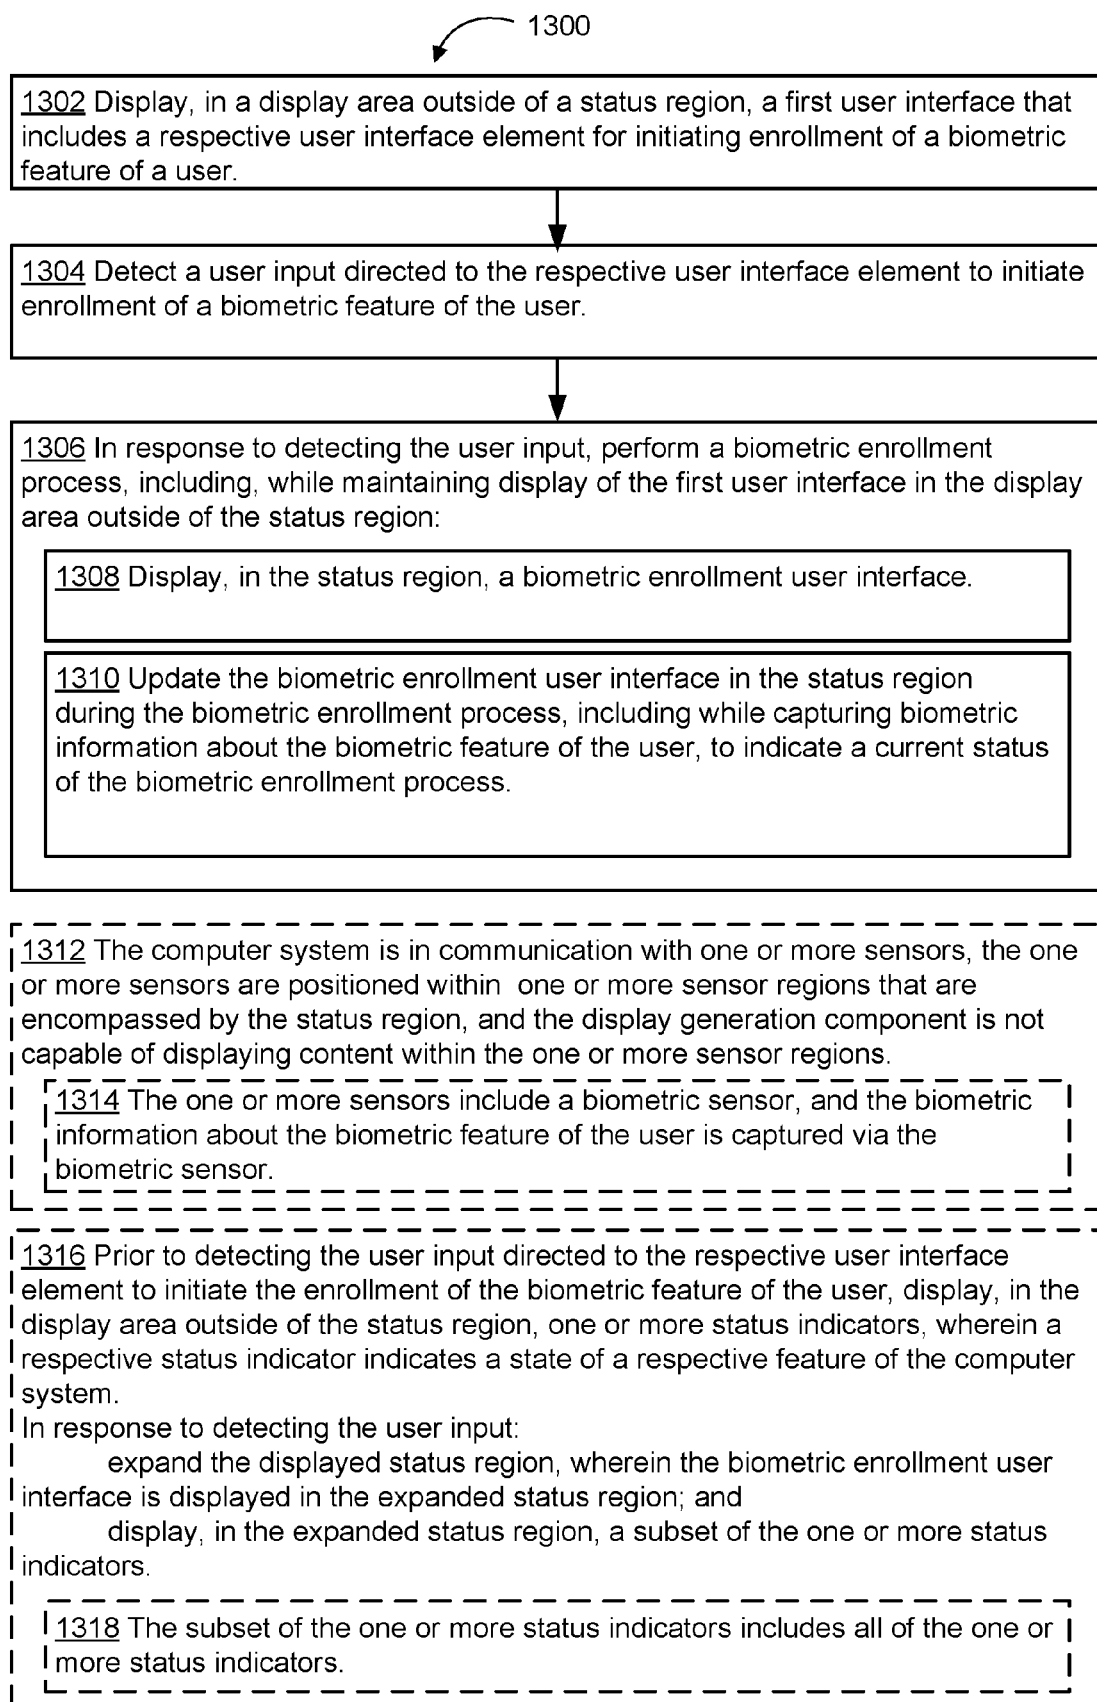 1300
1302 Display, in a display area outside of a status region, a first user interface that
includes a respective user interface element for initiating enrollment of a biometric
feature of a user.
1304 Detect a user input directed to the respective user interface element to initiate
enrollment of a biometric feature of the user.
1306 In response to detecting the user input, perform a biometric enrollment
process, including, while maintaining display of the first user interface in the display
area outside of the status region:
1308 Display, in the status region, a biometric enrollment user interface.
1310 Update the biometric enrollment user interface in the status region
during the biometric enrollment process, including while capturing biometric
information about the biometric feature of the user, to indicate a current status
of the biometric enrollment process.
1312 The computer system is in communication with one or more sensors, the one
or more sensors are positioned within one or more sensor regions that are
encompassed by the status region, and the display generation component is not
capable of displaying content within the one or more sensor regions.
1314 The one or more sensors include a biometric sensor, and the biometric
information about the biometric feature of the user is captured via the
biometric sensor.
1316 Prior to detecting the user input directed to the respective user interface
element to initiate the enrollment of the biometric feature of the user, display, in the
display area outside of the status region, one or more status indicators, wherein a
respective status indicator indicates a state of a respective feature of the computer
system.
In response to detecting the user input:
expand the displayed status region, wherein the biometric enrollment user
interface is displayed in the expanded status region; and
display, in the expanded status region, a subset of the one or more status
indicators.
1318 The subset of the one or more status indicators includes all of the one or
more status indicators.